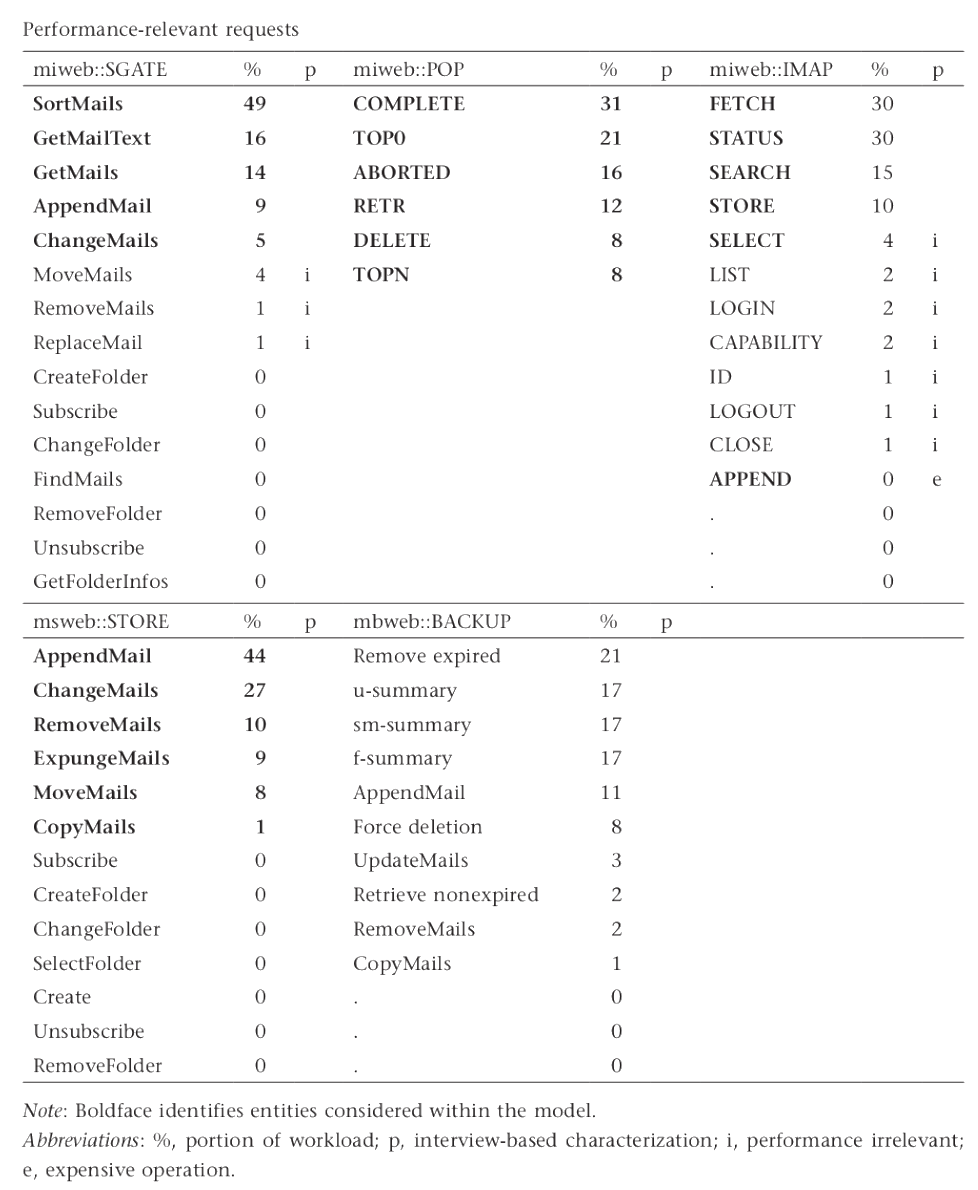 Performance-relevant requests
miweb::SGATE % p miweb::POP % p miweb::IMAP % p
SortMails 49 COMPLETE 31 FETCH 30
GetMailText 16 TOP0 21 STATUS 30
GetMails 14 ABORTED 16 SEARCH 15
AppendMail 9 RETR 12 STORE 10
ChangeMails 5 DELETE 8 SELECT 4 i
MoveMails 4 i TOPN 8 LIST 2 i
RemoveMails 1 i LOGIN 2 i
ReplaceMail 1 i CAPABILITY 2 i
CreateFolder 0 ID 1 i
Subscribe 0 LOGOUT 1 i
ChangeFolder 0 CLOSE 1 i
FindMails 0 APPEND 0 e
RemoveFolder 0 . 0
Unsubscribe 0 . 0
GetFolderInfos 0 . 0
msweb::STORE % p mbweb::BACKUP % p
AppendMail 44 Remove expired 21
ChangeMails 27 u-summary 17
RemoveMails 10 sm-summary 17
ExpungeMails 9 f-summary 17
MoveMails 8 AppendMail 11
CopyMails 1 Force deletion 8
Subscribe 0 UpdateMails 3
CreateFolder 0 Retrieve nonexpired 2
ChangeFolder 0 RemoveMails 2
SelectFolder 0 CopyMails 1
Create 0 . 0
Unsubscribe 0 . 0
RemoveFolder 0 . 0
Note: Boldface identifies entities considered within the model.
Abbreviations: %, portion of workload; p, interview-based characterization; i, performance irrelevant;
e, expensive operation.